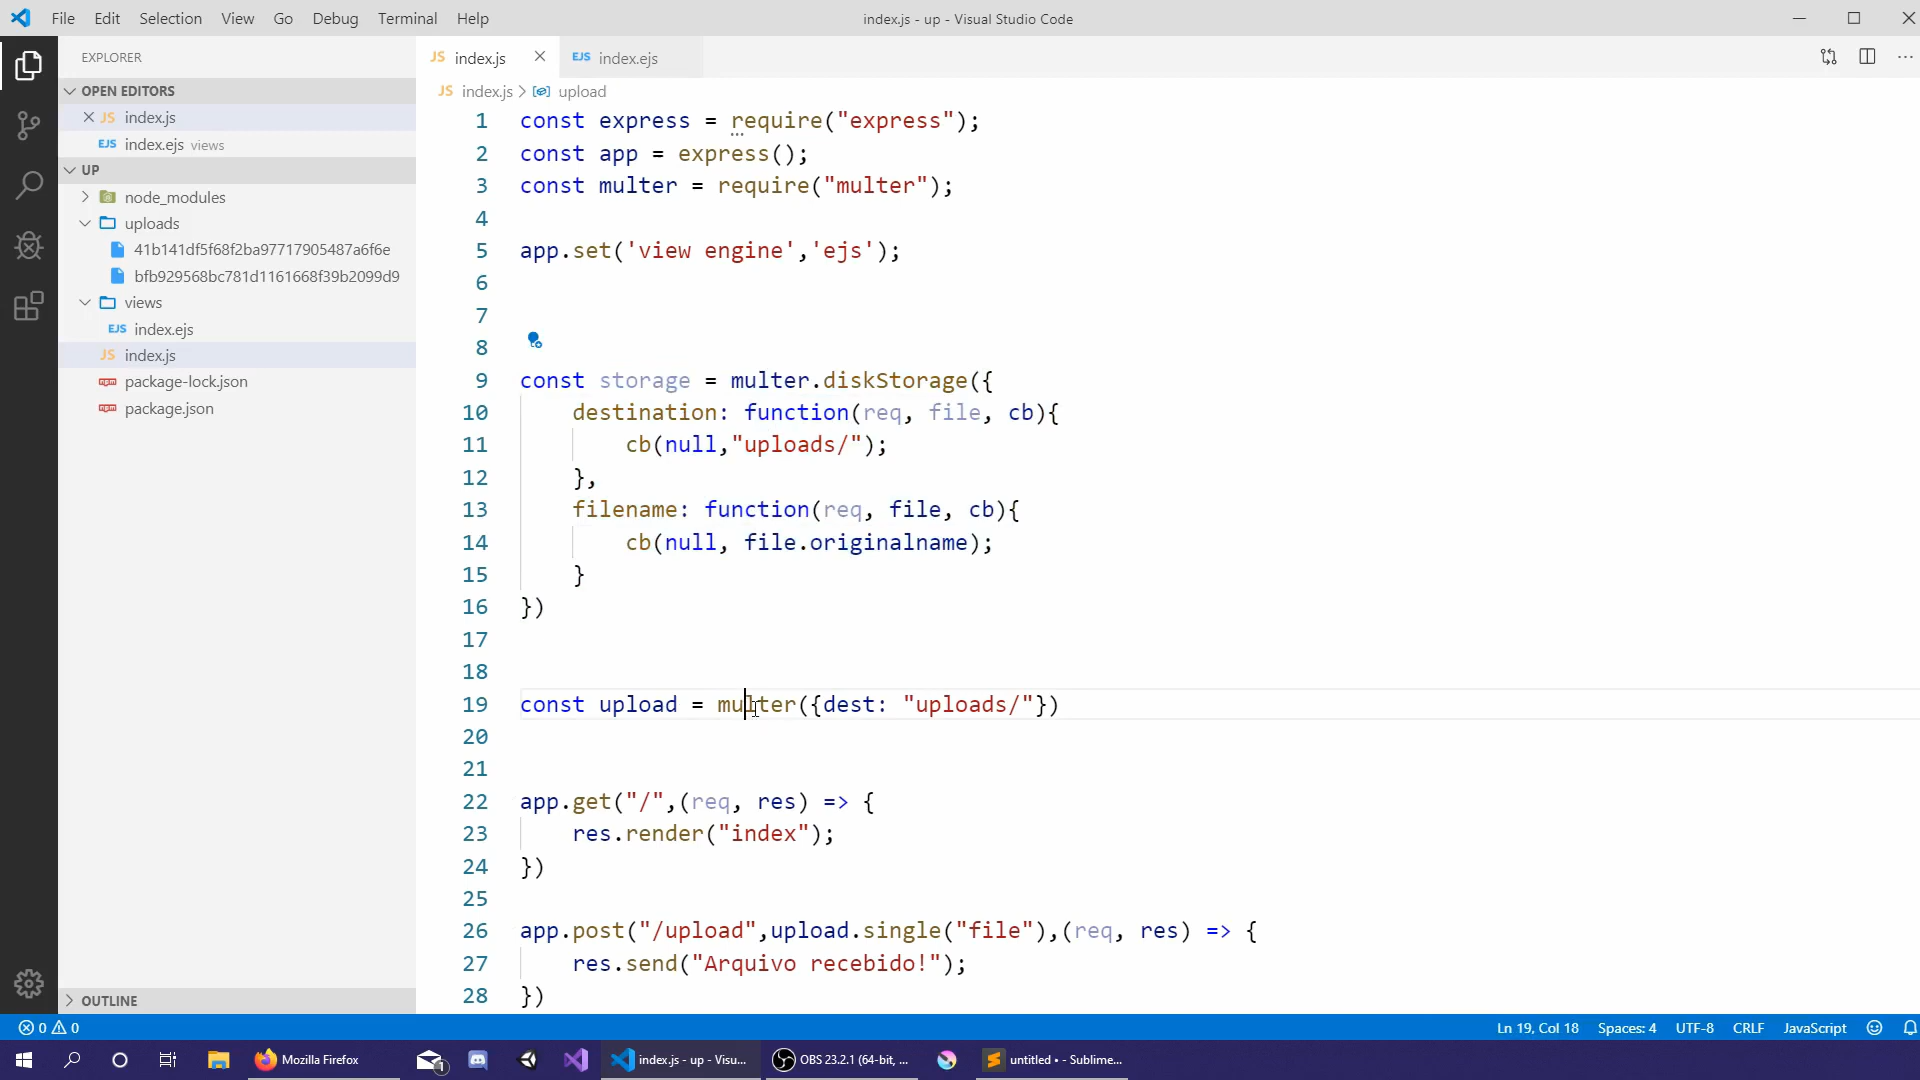 File Edit Selection View Go Debug Terminal Help
index.js - up - Visual Studio Code
EXPLORER
OPEN EDITORS
JS index.js
EJS index.ejs views
UP
node_modules
uploads
41b141df5f68f2ba97717905487a6f6e
bfb929568bc781d1161668f39b2099d9
views
EJS index.ejs
JS index.js
package-lock.json
package.json
OUTLINE
JS index.js
EJS index.ejs
JS index.js > upload
1 const express = require("express");
2 const app = express();
3 const multer = require("multer");
4
5 app.set('view engine','ejs');
6
7
8
9 const storage = multer.diskStorage({
10 destination: function(req, file, cb){
11 cb(null,"uploads/");
12 },
13 filename: function(req, file, cb){
14 cb(null, file.originalname);
15 }
16 })
17
18
19 const upload = multer({dest: "uploads/"})
20
21
22 app.get("/",(req, res) => {
23 res.render("index");
24 })
25
26 app.post("/upload",upload.single("file"),(req, res) => {
27 res.send("Arquivo recebido!");
28 })
0 0
Ln 19, Col 18 Spaces: 4 UTF-8 CRLF JavaScript
Mozilla Firefox
1
index.js - up - Visu...
OBS 23.2.1 (64-bit, ...
untitled • - Sublime...